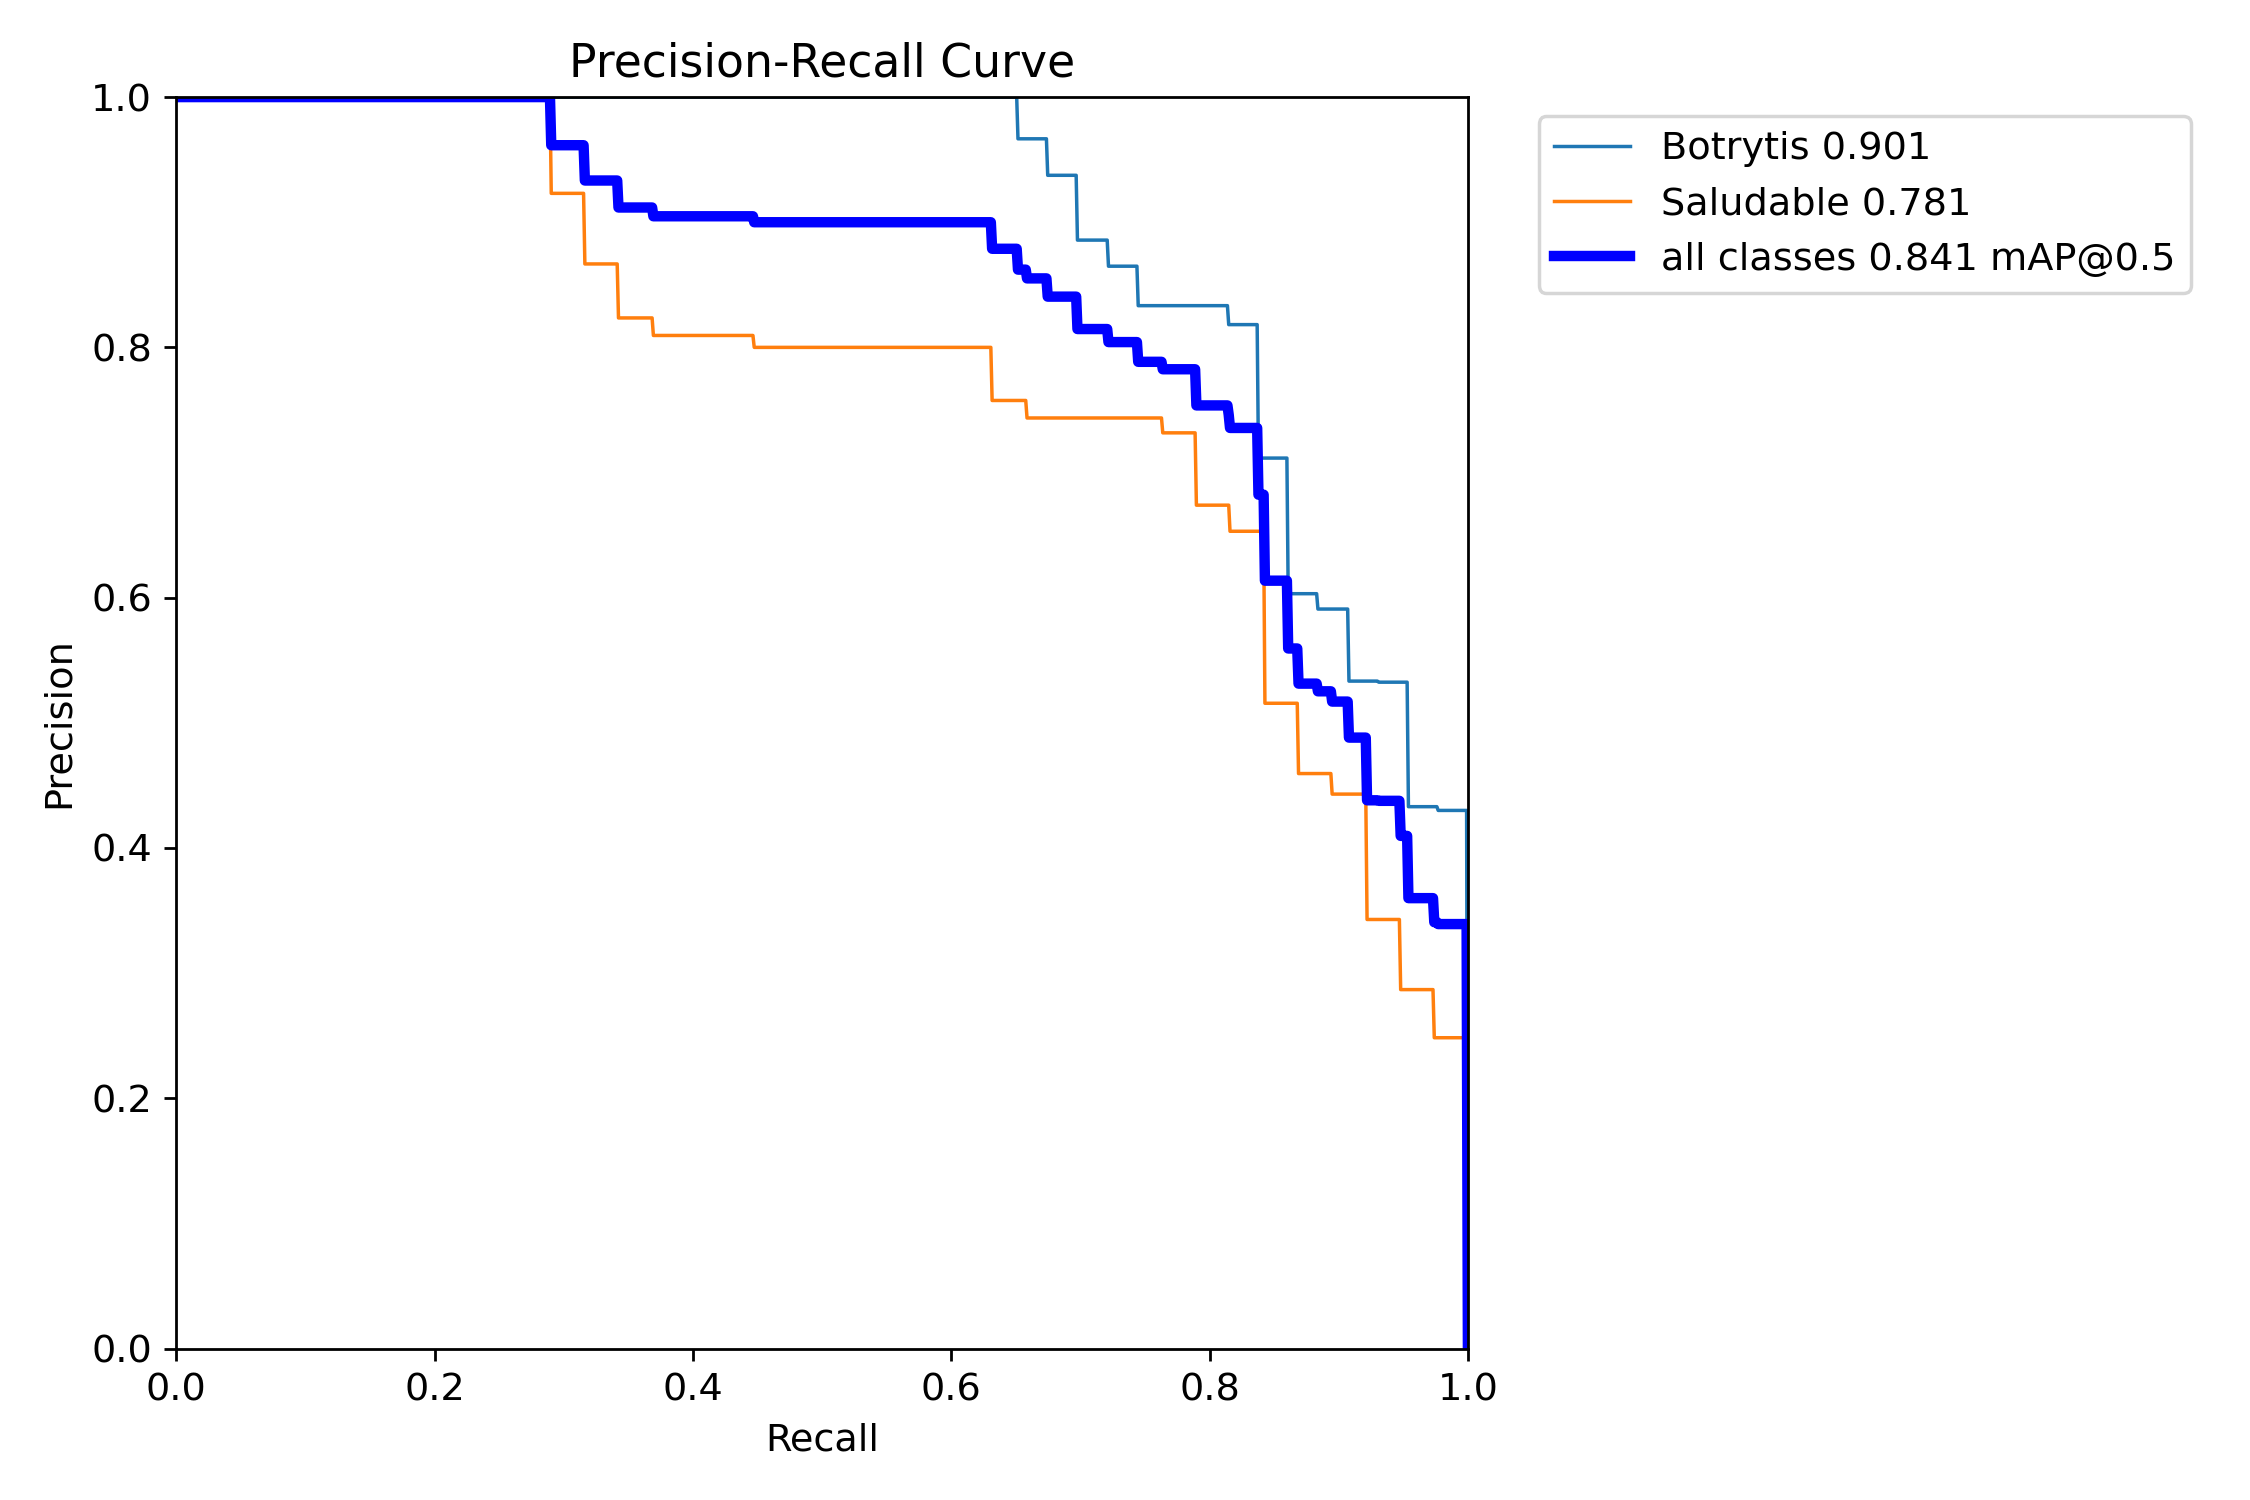 Precision-Recall Curve
1.0
0.8
0.6
0.4
0.2
0.0
Precision
0.0 0.2 0.4 0.6 0.8 1.0
Recall
Botrytis 0.901
Saludable 0.781
all classes 0.841 mAP@0.5